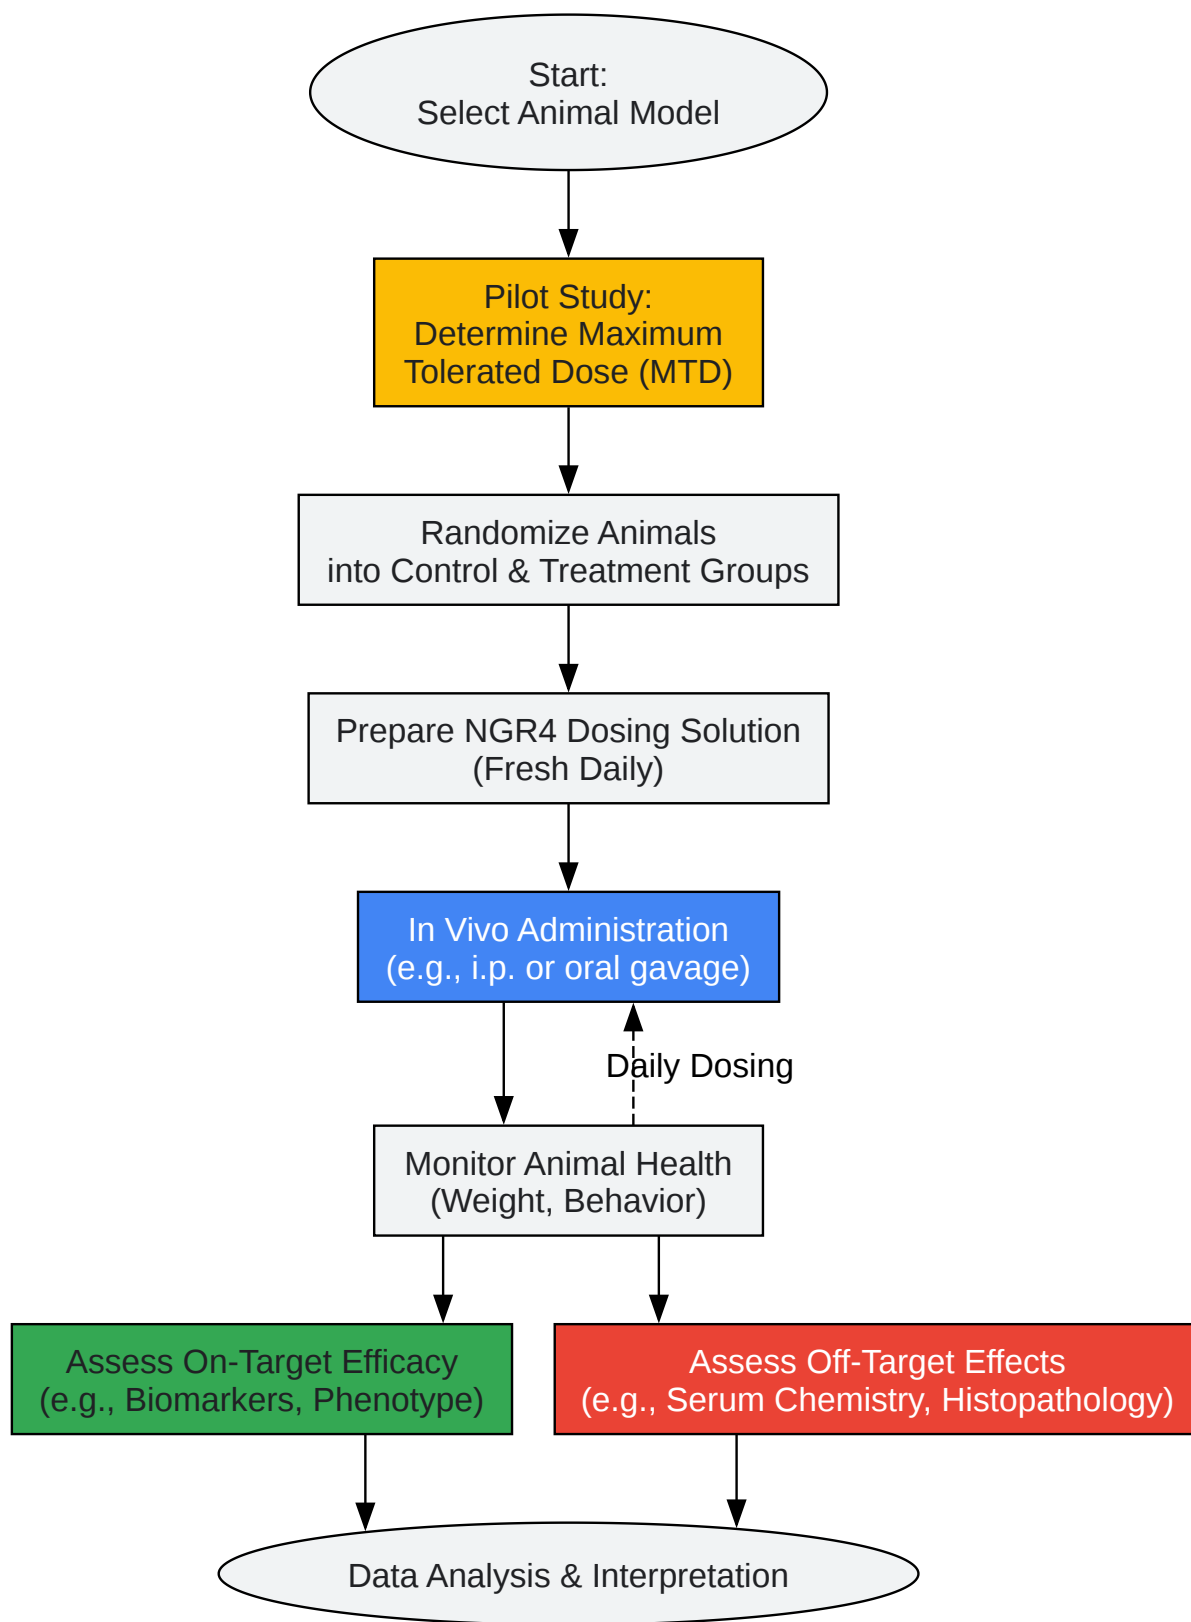 Start:
Select Animal Model
Pilot Study:
Determine Maximum
Tolerated Dose (MTD)
Randomize Animals
into Control & Treatment Groups
Prepare NGR4 Dosing Solution
(Fresh Daily)
In Vivo Administration
(e.g., i.p. or oral gavage)
Daily Dosing
Monitor Animal Health
(Weight, Behavior)
Assess On-Target Efficacy
(e.g., Biomarkers, Phenotype)
Assess Off-Target Effects
(e.g., Serum Chemistry, Histopathology)
Data Analysis & Interpretation